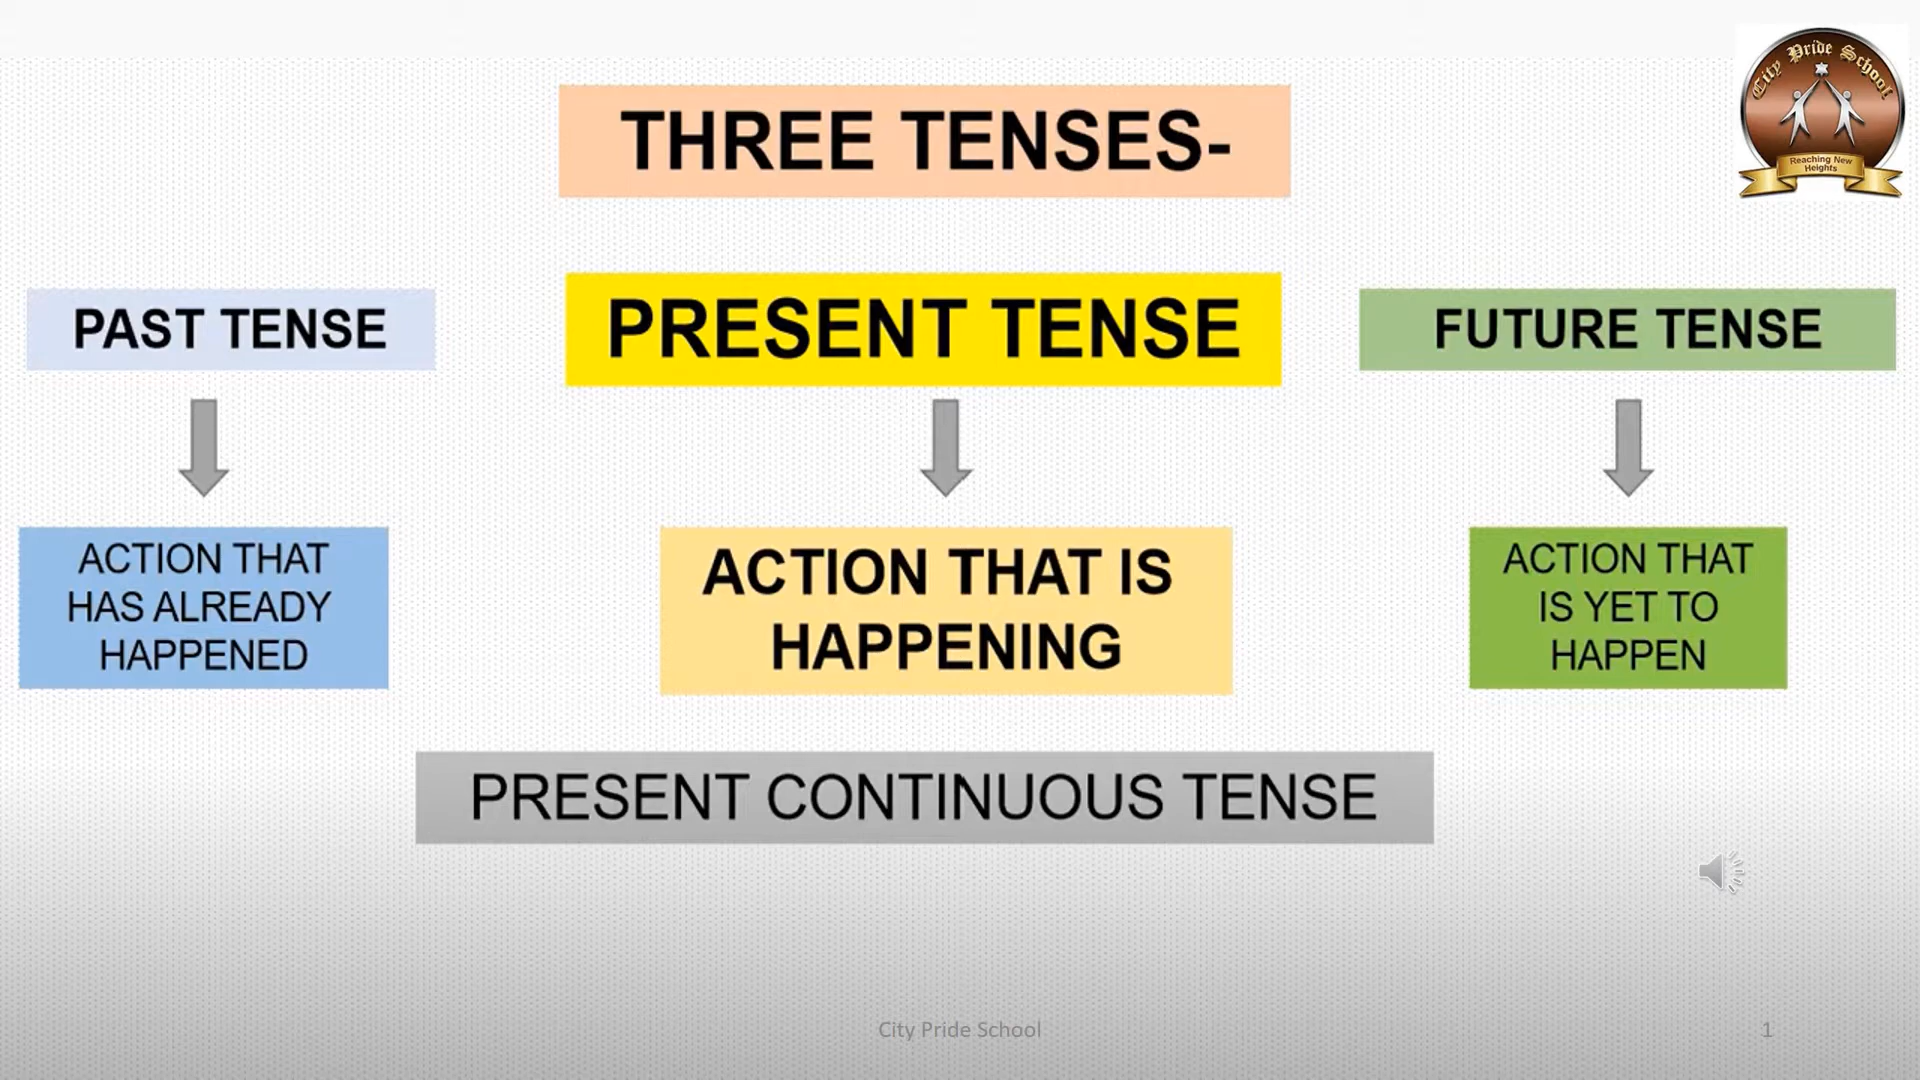 City Pride School
Reaching New
Heights
THREE TENSES-
PAST TENSE
PRESENT TENSE
FUTURE TENSE
ACTION THAT
HAS ALREADY
HAPPENED
ACTION THAT IS
HAPPENING
ACTION THAT
IS YET TO
HAPPEN
PRESENT CONTINUOUS TENSE
City Pride School
1